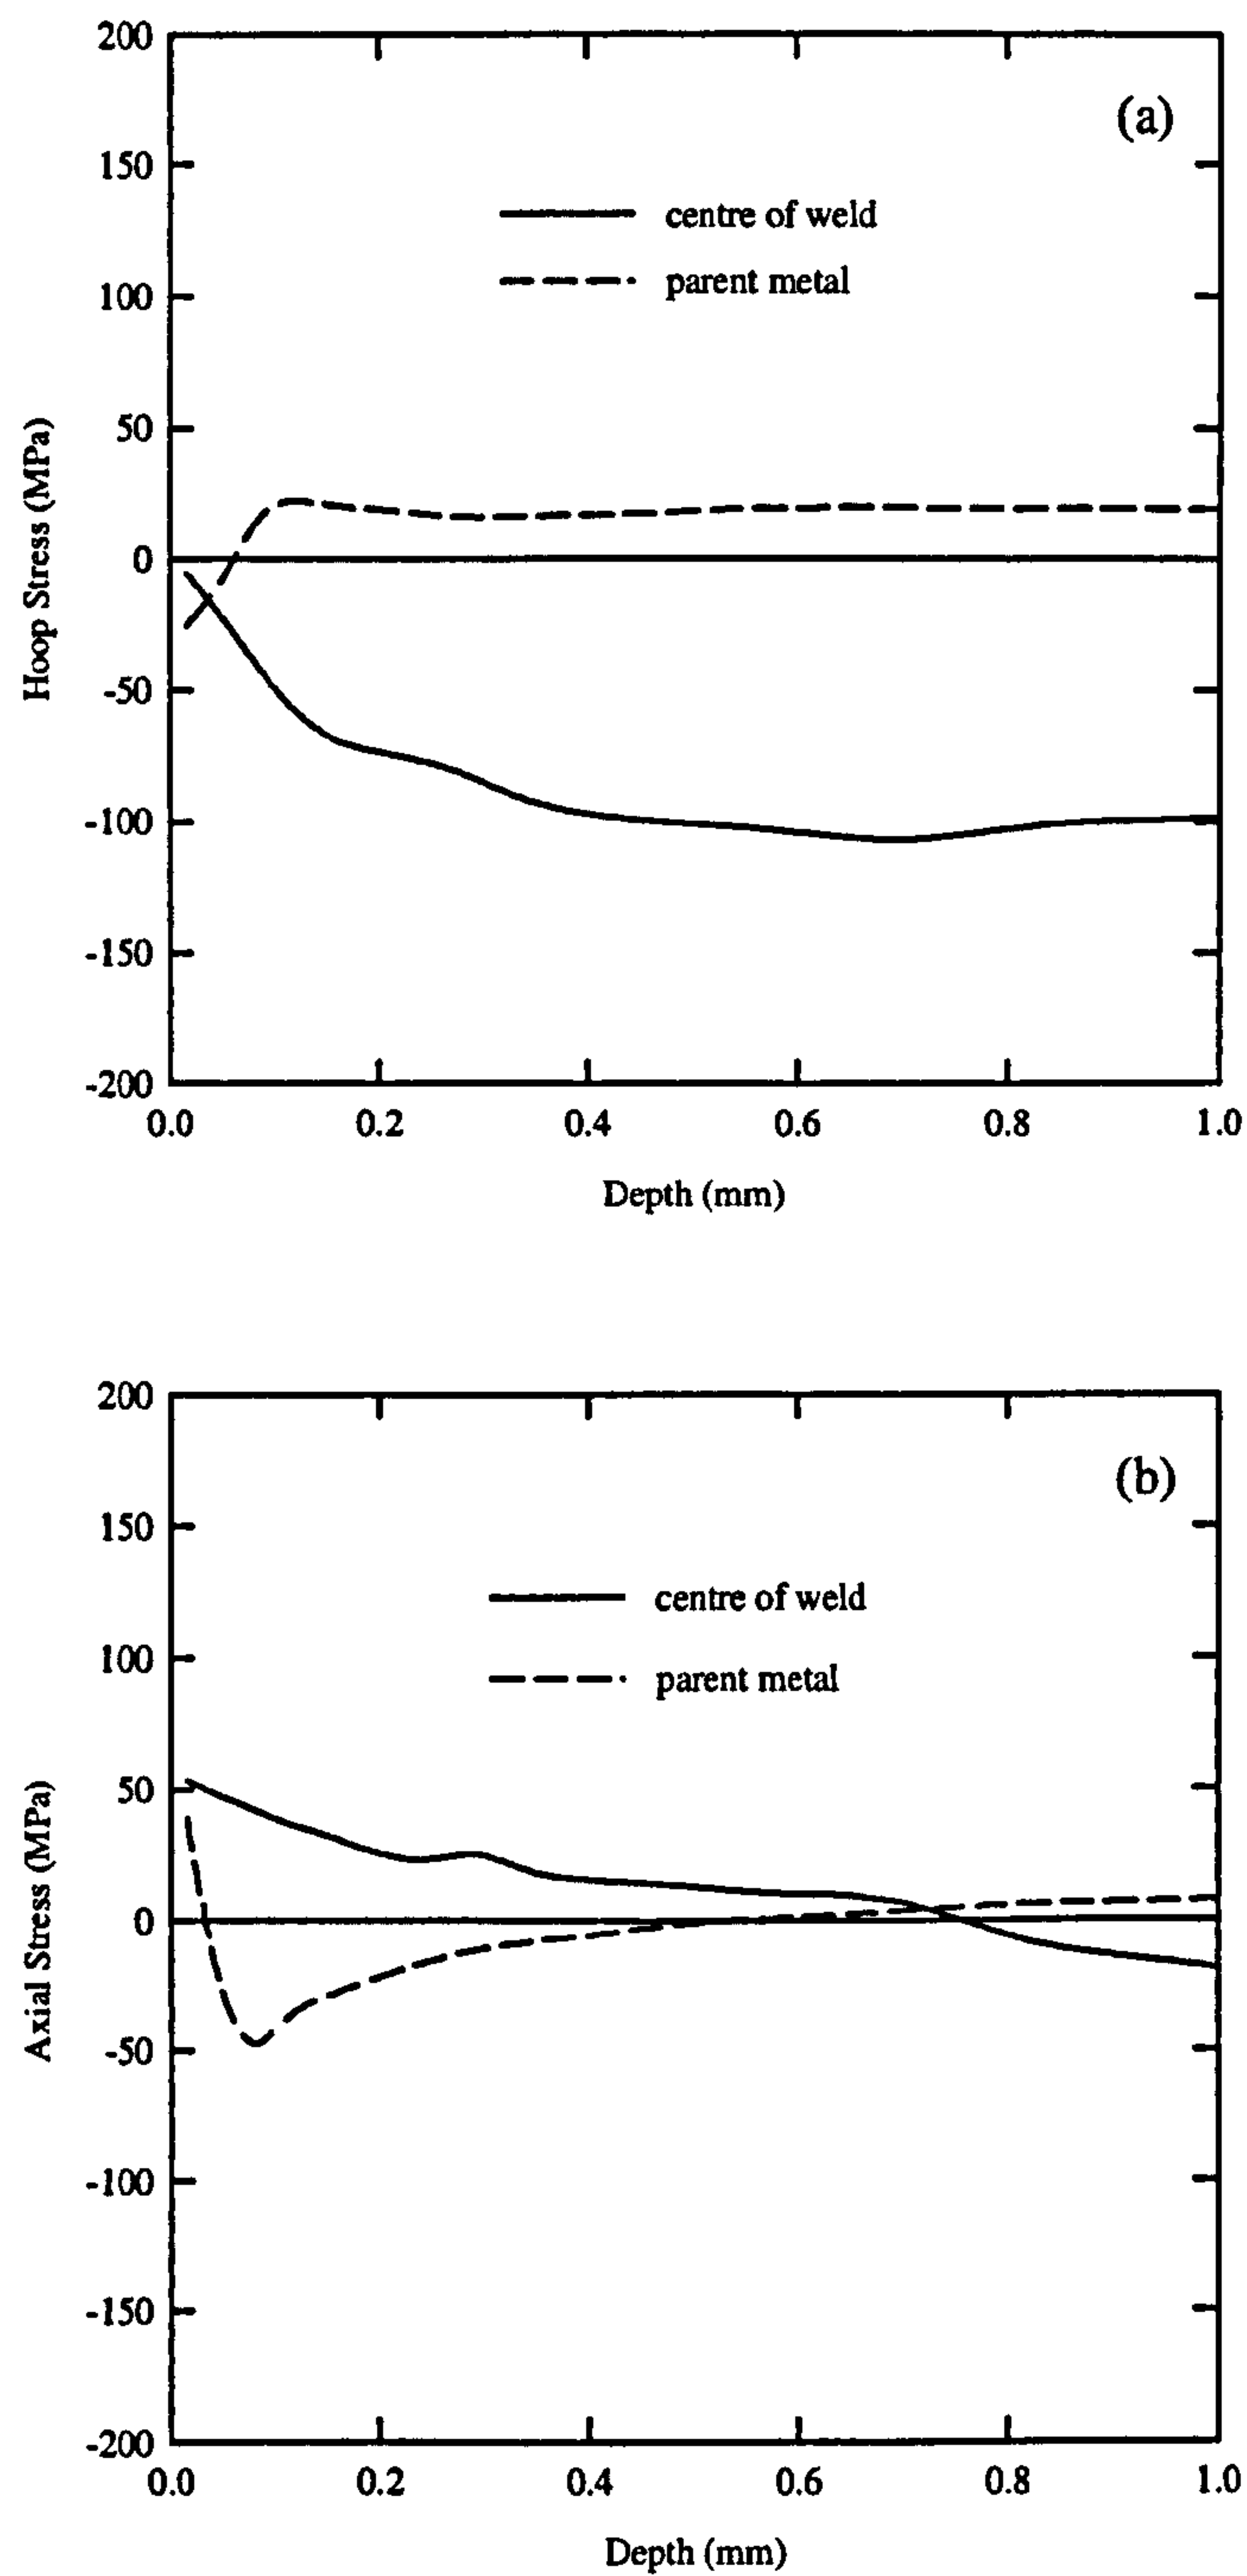 200
(a)
150
centre of weld
parent metal
100
50
Hoop Stress (MPa)
0
-50
-100
-150
-200
0.0 0.2 0.4 0.6 0.8 1.0
Depth (mm)
200
(b)
150
centre of weld
100
parent metal
50
Axial Stress (MPa)
0
-50
-100
-150
-200
0.0 0.2 0.4 0.6 0.8 1.0
Depth (mm)